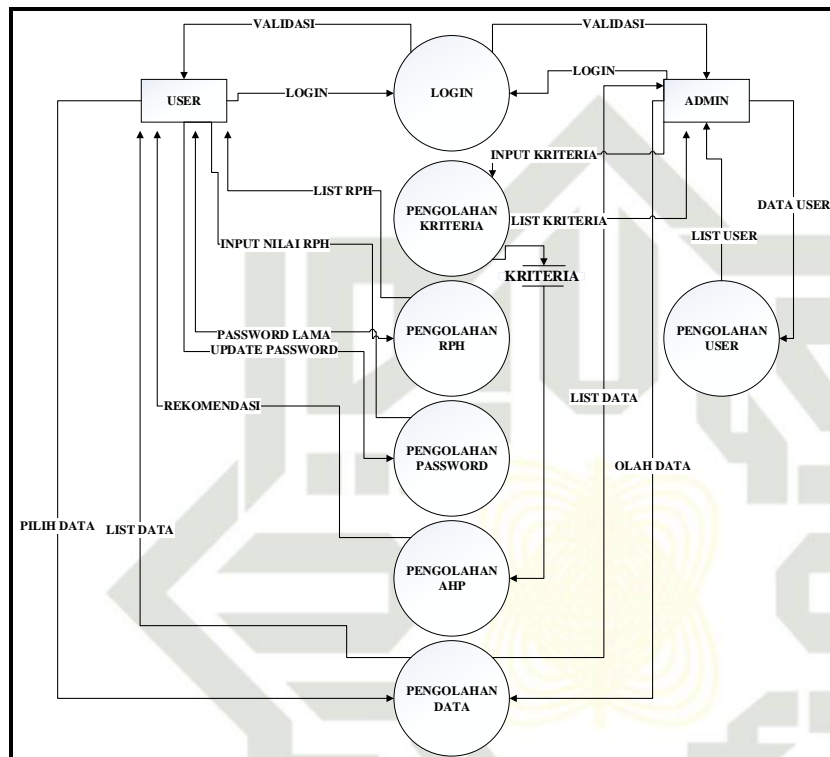 VALIDASI
VALIDASI
LOGIN
USER
LOGIN
LOGIN
ADMIN
INPUT KRITERIA
LIST RPH
PENGOLAHAN
KRITERIA
LIST KRITERIA
DATA USER
LIST USER
INPUT NILAI RPH
KRITERIA
PENGOLAHAN
RPH
PASSWORD LAMA
UPDATE PASSWORD
PENGOLAHAN
USER
REKOMENDASI
LIST DATA
PENGOLAHAN
PASSWORD
OLAH DATA
PILIH DATA
LIST DATA
PENGOLAHAN
AHP
PENGOLAHAN
DATA